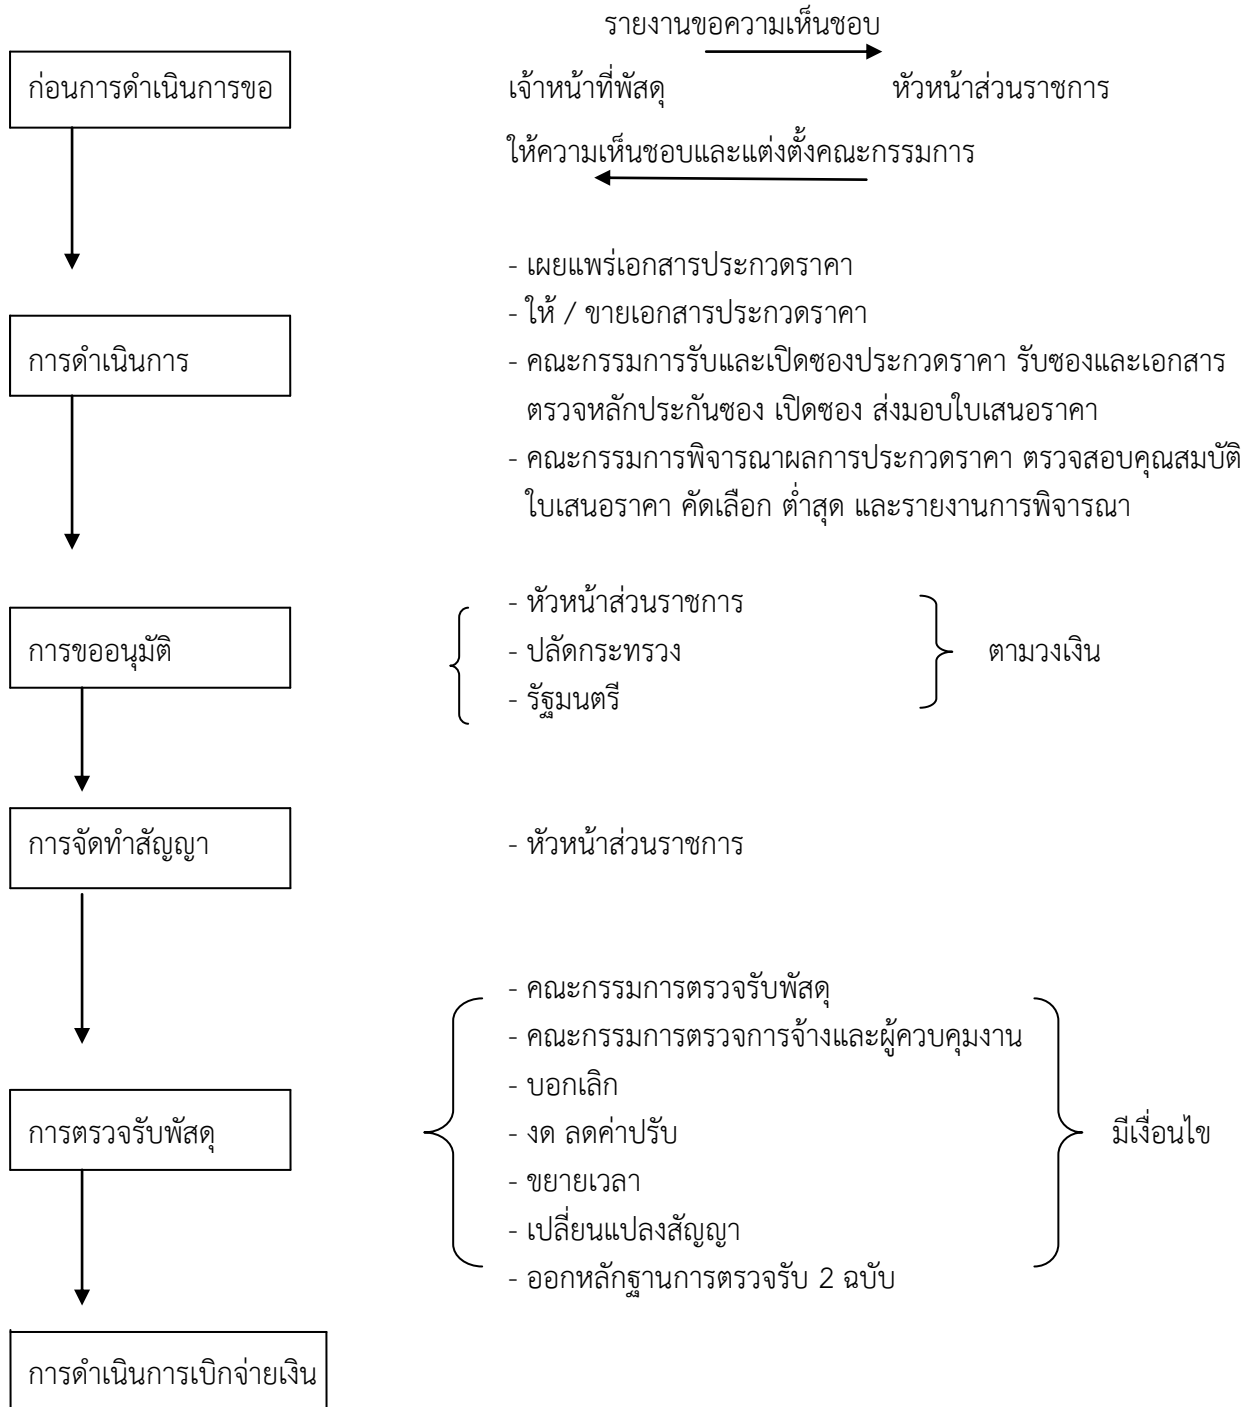 รายงานขอความเห็นชอบ
ก่อนการดำเนินการขอ
เจ้าหน้าที่พัสดุ
หัวหน้าส่วนราชการ
ให้ความเห็นชอบและแต่งตั้งคณะกรรมการ
การดำเนินการ
- เผยแพร่เอกสารประกวดราคา
- ให้ / ขายเอกสารประกวดราคา
- คณะกรรมการรับและเปิดซองประกวดราคา รับซองและเอกสาร
ตรวจหลักประกันซอง เปิดซอง ส่งมอบใบเสนอราคา
- คณะกรรมการพิจารณาผลการประกวดราคา ตรวจสอบคุณสมบัติ
ใบเสนอราคา คัดเลือก ต่ำสุด และรายงานการพิจารณา
การขออนุมัติ
- หัวหน้าส่วนราชการ
- ปลัดกระทรวง
- รัฐมนตรี
ตามวงเงิน
การจัดทำสัญญา
- หัวหน้าส่วนราชการ
การตรวจรับพัสดุ
- คณะกรรมการตรวจรับพัสดุ
- คณะกรรมการตรวจการจ้างและผู้ควบคุมงาน
- บอกเลิก
- งด ลดค่าปรับ
- ขยายเวลา
- เปลี่ยนแปลงสัญญา
- ออกหลักฐานการตรวจรับ 2 ฉบับ
มีเงื่อนไข
การดำเนินการเบิกจ่ายเงิน